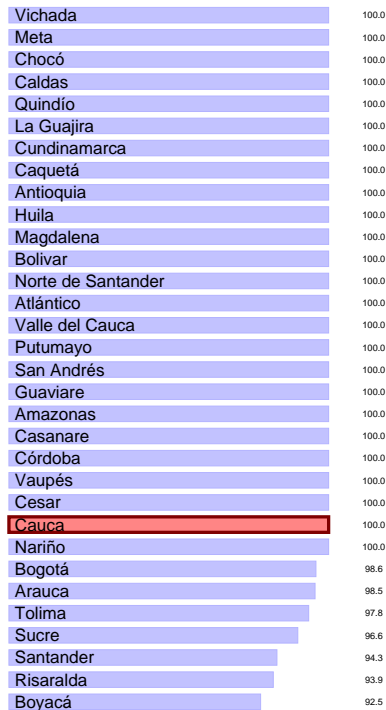 Vichada 100.0
Meta 100.0
Chocó 100.0
Caldas 100.0
Quindío 100.0
La Guajira 100.0
Cundinamarca 100.0
Caquetá 100.0
Antioquia 100.0
Huila 100.0
Magdalena 100.0
Bolivar 100.0
Norte de Santander 100.0
Atlántico 100.0
Valle del Cauca 100.0
Putumayo 100.0
San Andrés 100.0
Guaviare 100.0
Amazonas 100.0
Casanare 100.0
Córdoba 100.0
Vaupés 100.0
Cesar 100.0
Cauca 100.0
Nariño 100.0
Bogotá 98.6
Arauca 98.5
Tolima 97.8
Sucre 96.6
Santander 94.3
Risaralda 93.9
Boyacá 92.5